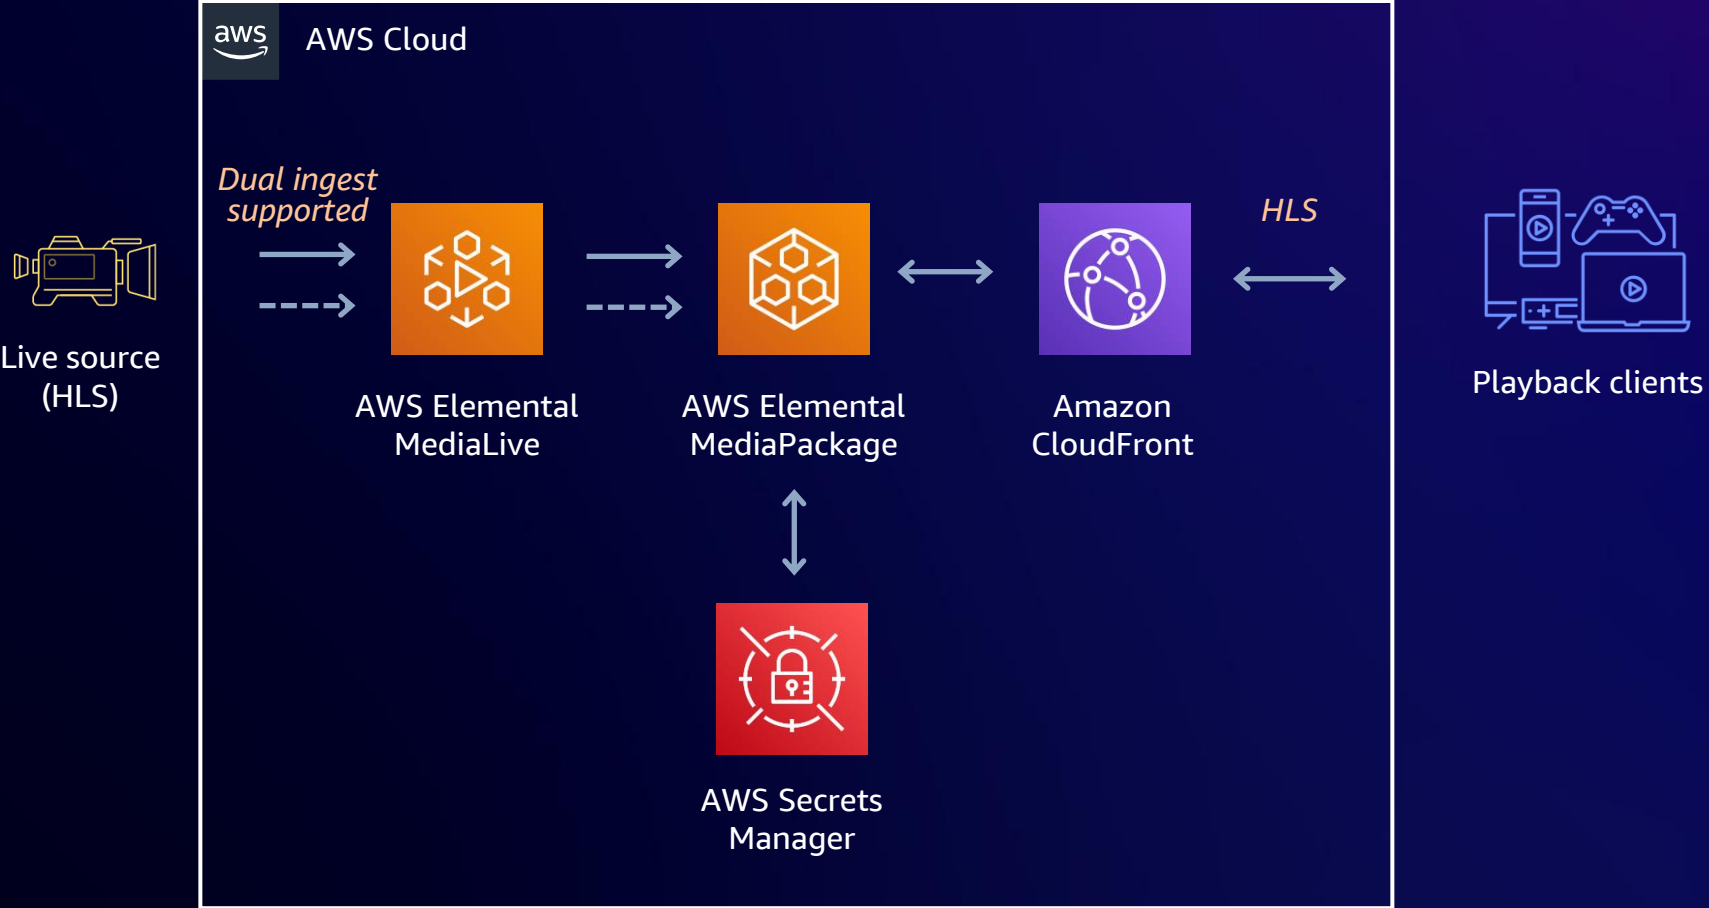 aws
AWS Cloud
Dual ingest
supported
HLS
Live source
(HLS)
AWS Elemental
MediaLive
AWS Elemental
MediaPackage
Amazon
CloudFront
Playback clients
AWS Secrets
Manager